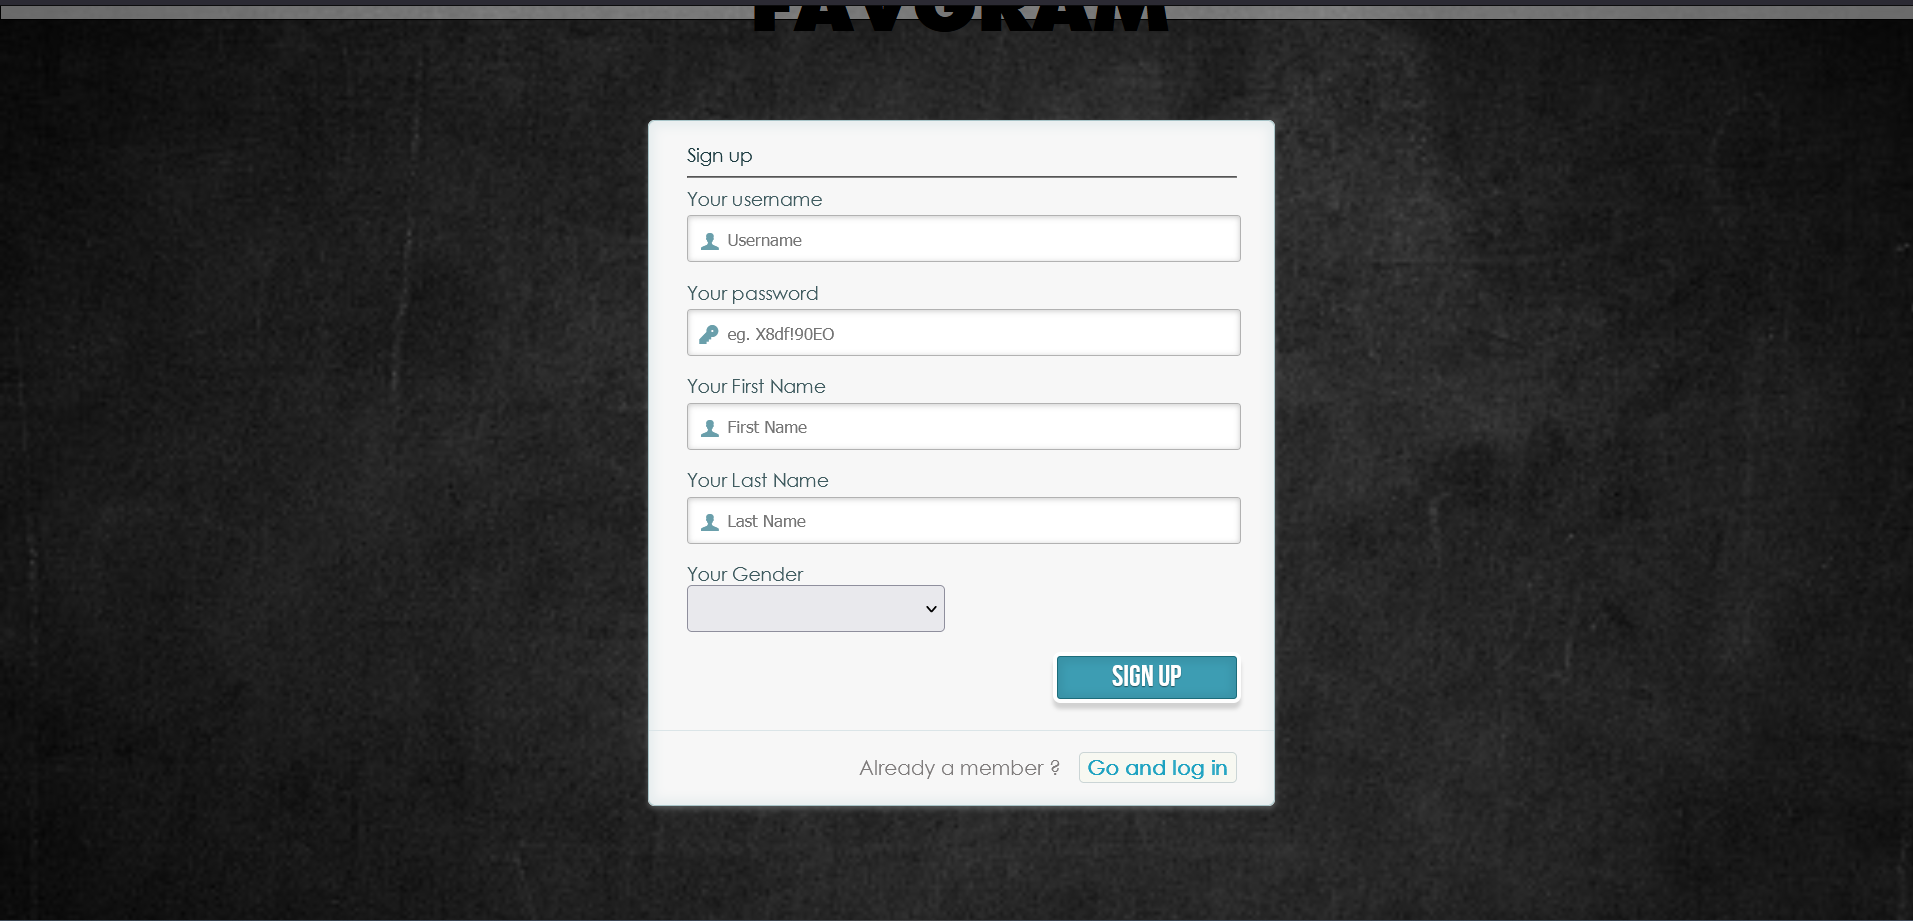 FAVGRAM
Sign up
Your username
Username
Your password
eg. X8df!90EO
Your First Name
First Name
Your Last Name
Last Name
Your Gender
SIGN UP
Already a member ? Go and log in